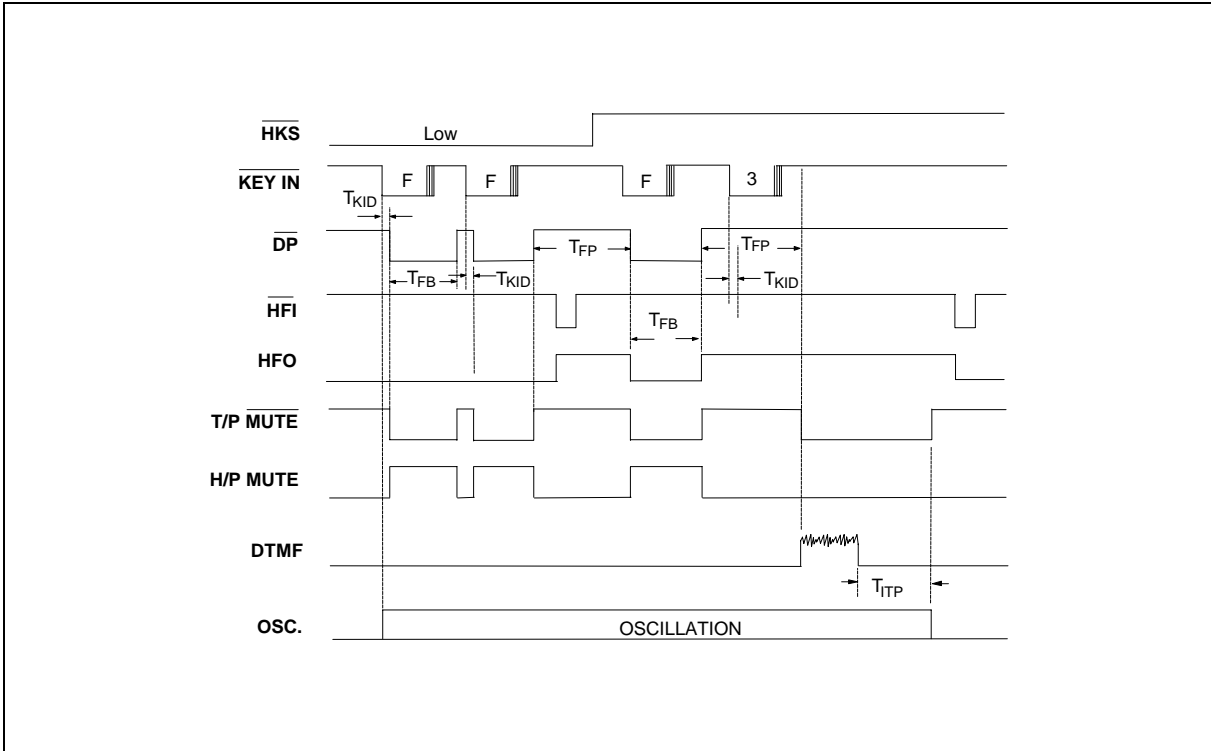 HKS
Low
KEY IN
F
F
F
3
TKID
DP
TFP
TFP
TFB
TKID
TKID
HFI
TFB
HFO
T/P MUTE
H/P MUTE
DTMF
TITP
OSC.
OSCILLATION